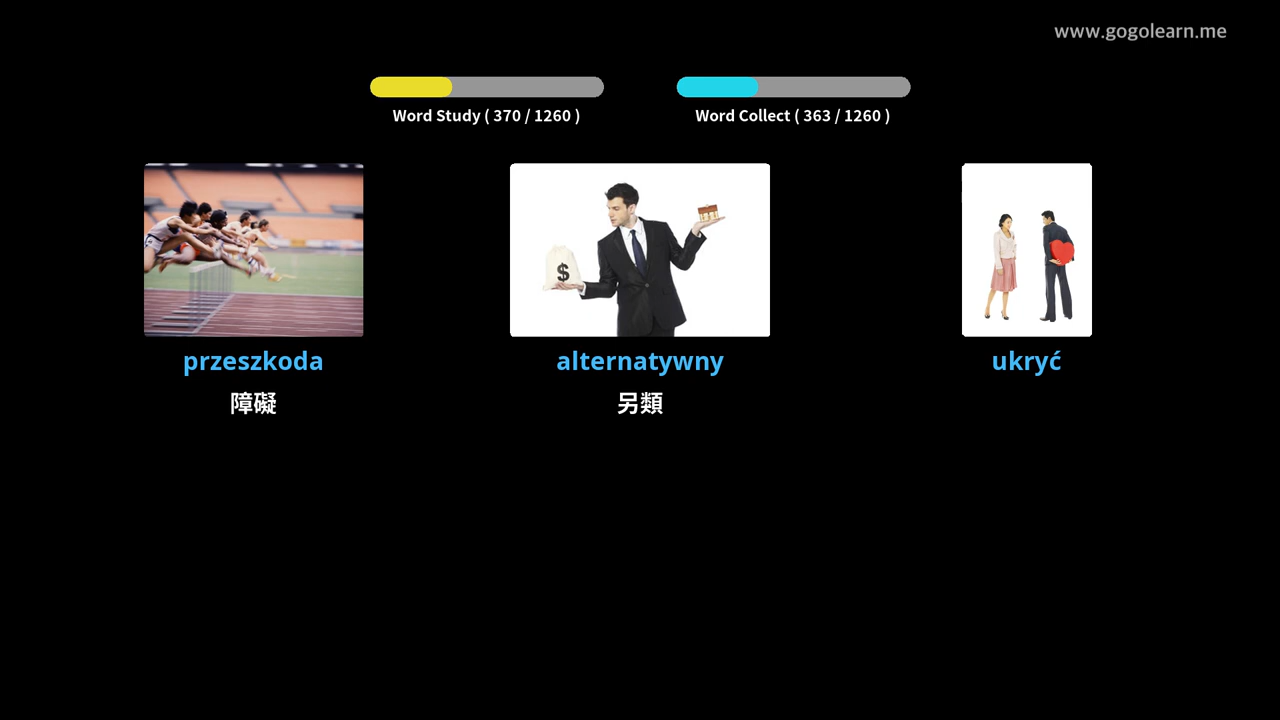 www.gogolearn.me
Word Study ( 370 / 1260 )
Word Collect ( 363 / 1260 )
przeszkoda
alternatywny
ukryć
障礙
另類
$